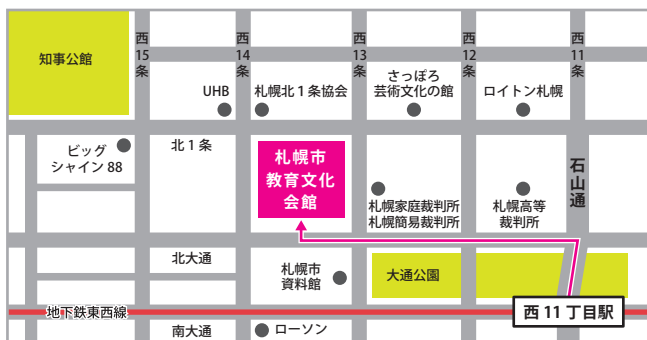 知事公館
西15条
西14条
西13条
西12条
西11条
UHB
札幌北1条協会
さっぽろ
芸術文化の館
ロイトン札幌
ビッグ
シャイン 88
北1条
札幌市
教育文化
会館
札幌家庭裁判所
札幌簡易裁判所
札幌高等
裁判所
石山通
北大通
札幌市
資料館
大通公園
地下鉄東西線
西 11 丁目駅
南大通
ローソン